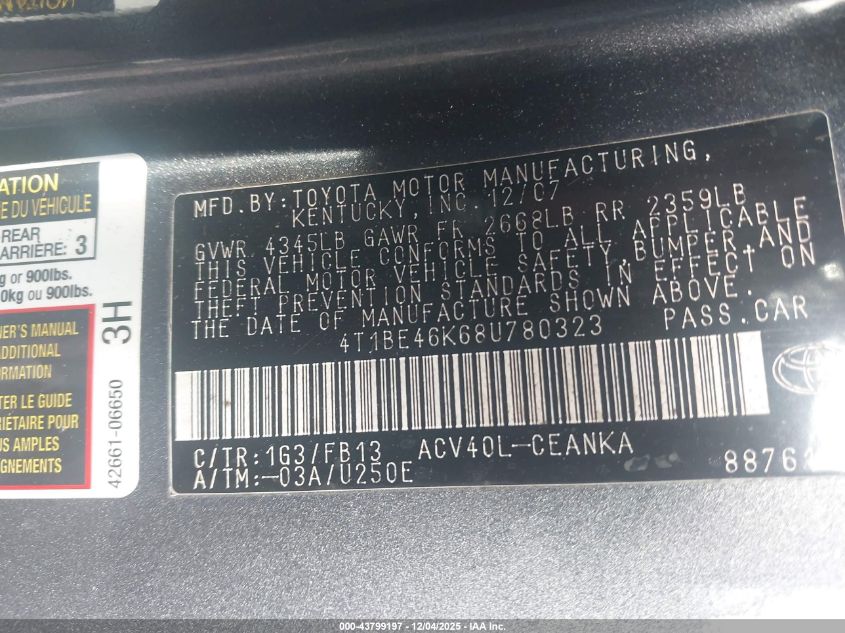 ATION
E DU VÉHICULE
REAR
ARRIÈRE: 3
g or 900lbs.
0kg ou 900lbs.
NER'S MANUAL
ADDITIONAL
ORMATION
TER LE GUIDE
RIÉTAIRE POUR
US AMPLES
GNEMENTS
3H
42661-06650
MFD.BY:TOYOTA MOTOR MANUFACTURING,
KENTUCKY, INC 12/07
GVWR 4345LB GAWR FR 2668LB RR 2359LB
THIS VEHICLE CONFORMS TO ALL APPLICABLE
FEDERAL MOTOR VEHICLE SAFETY,BUMPER,AND
THEFT PREVENTION STANDARDS IN EFFECT ON
THE DATE OF MANUFACTURE SHOWN ABOVE.
4T1BE46K68U780323 PASS.CAR
C/TR:1G3/FB13 ACV40L-CEANKA
A/TM:-03A/U250E
8876
000-43799197 - 12/04/2025 - IAA Inc.